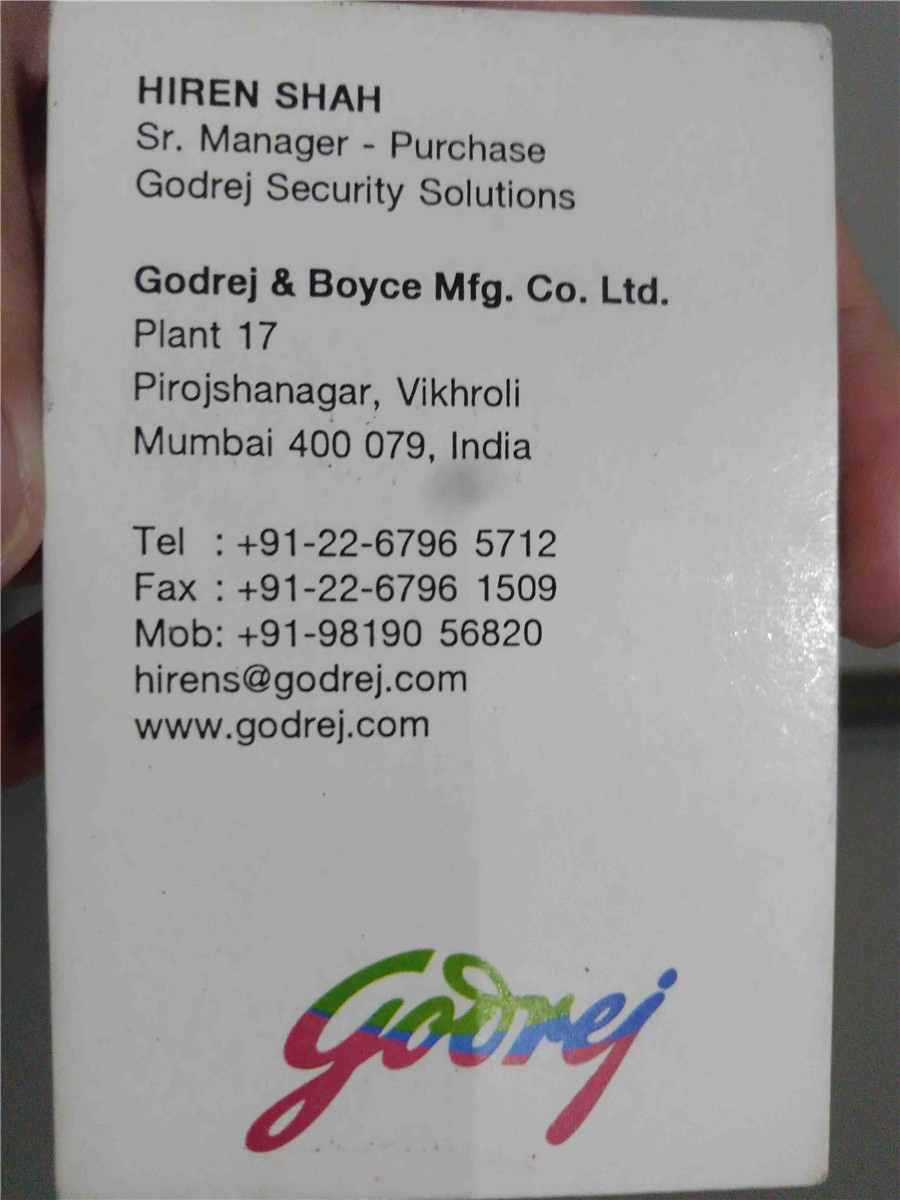 HIREN SHAH
Sr. Manager - Purchase
Godrej Security Solutions
Godrej & Boyce Mfg. Co. Ltd.
Plant 17
Pirojshanagar, Vikhroli
Mumbai 400 079, India
Tel : +91-22-6796 5712
Fax : +91-22-6796 1509
Mob: +91-98190 56820
hirens@godrej.com
www.godrej.com
Godrej